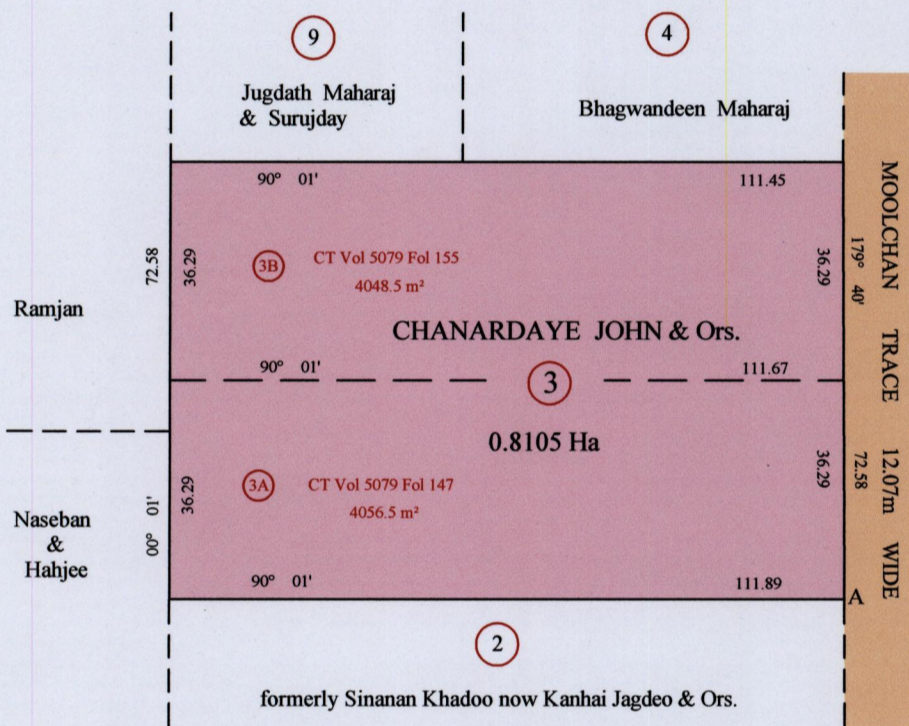 9
4
Jugdath Maharaj
& Surujday
Bhagwandeen Maharaj
90° 01'
111.45
72.58
36.29
3B
CT Vol 5079 Fol 155
4048.5 m²
36.29
179° 40'
MOOLCHAN TRACE 12.07m WIDE
Ramjan
CHANARDAYE JOHN & Ors.
90° 01'
111.67
3
0.8105 Ha
36.29
3A
CT Vol 5079 Fol 147
4056.5 m²
36.29
72.58
Naseban
&
Hahjee
00° 01'
90° 01'
111.89
A
2
formerly Sinanan Khadoo now Kanhai Jagdeo & Ors.